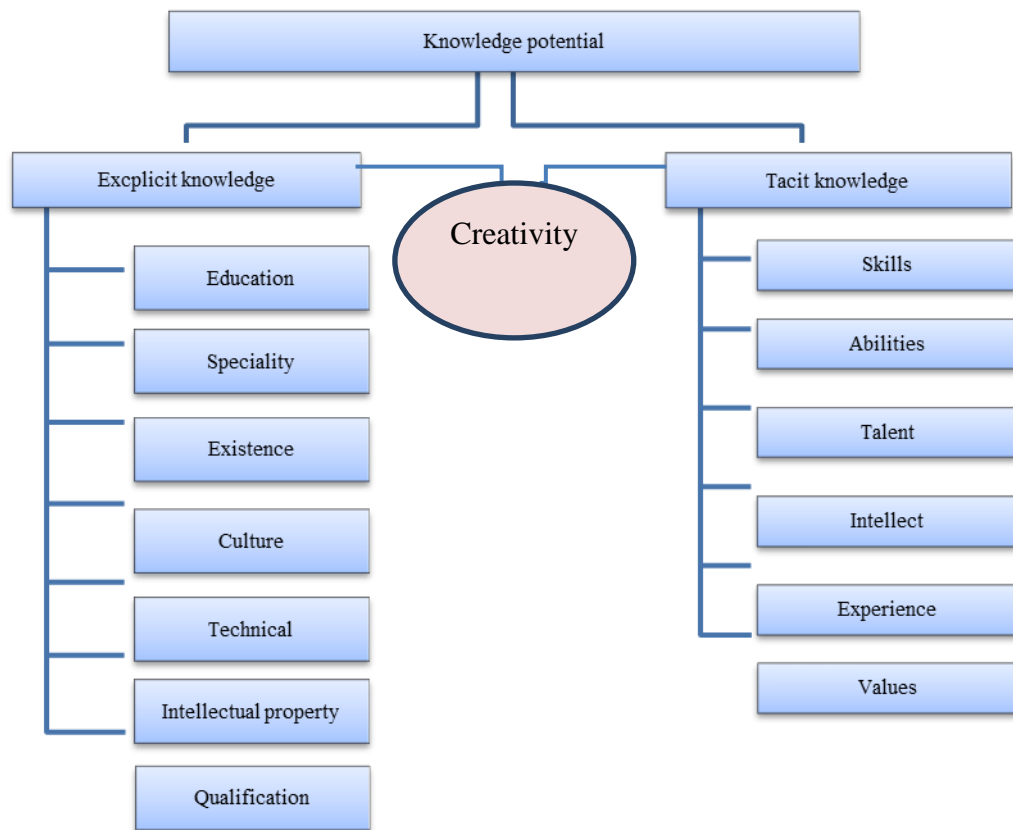 Knowledge potential
Excplicit knowledge
Creativity
Tacit knowledge
Education
Speciality
Existence
Culture
Technical
Intellectual property
Qualification
Skills
Abilities
Talent
Intellect
Experience
Values